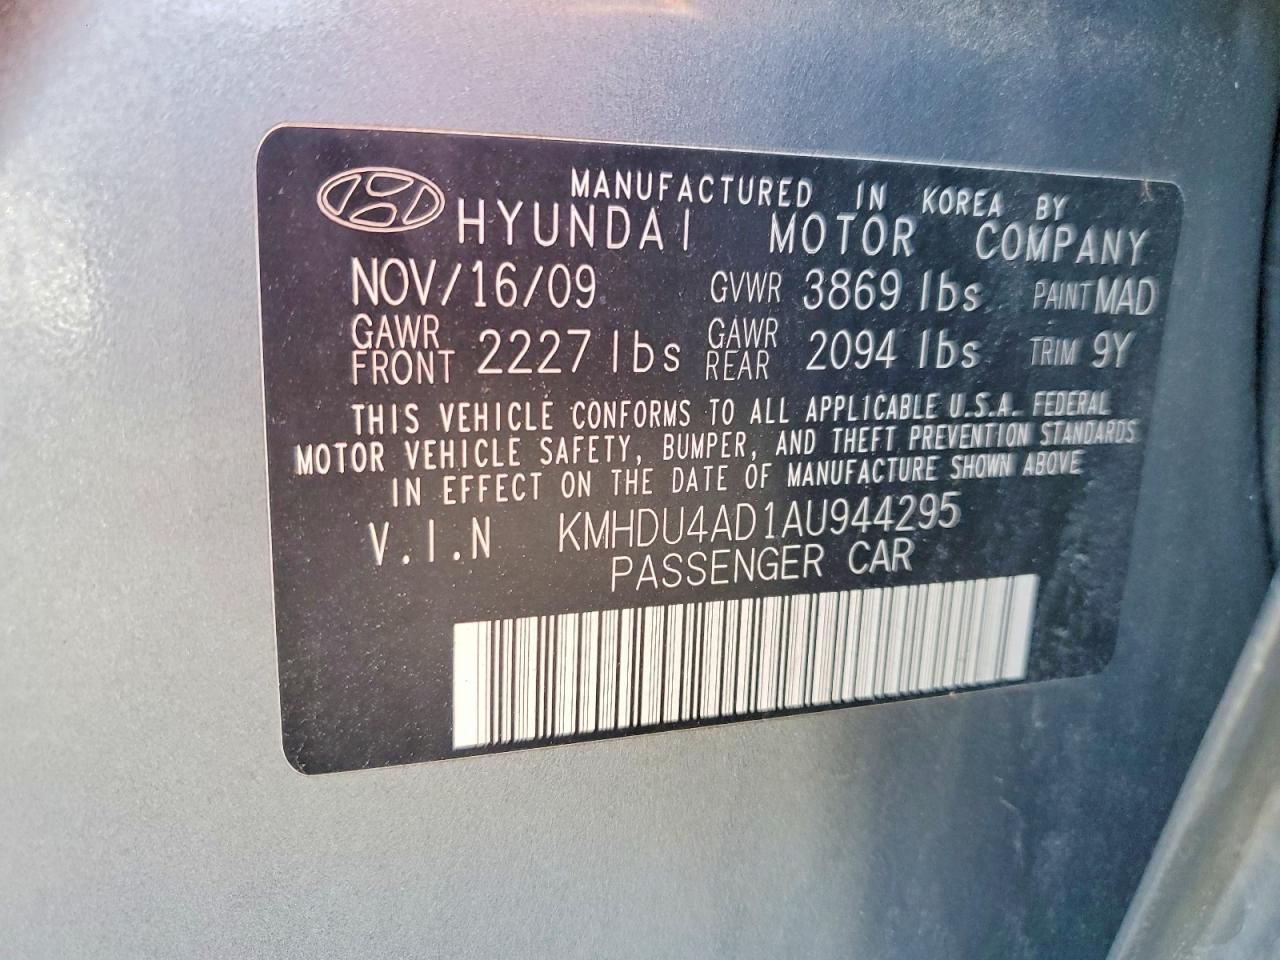 MANUFACTURED IN KOREA BY
HYUNDAI MOTOR COMPANY
NOV/16/09 GVWR 3869 lbs PAINT MAD
GAWR FRONT 2227 lbs GAWR REAR 2094 lbs TRIM 9Y
THIS VEHICLE CONFORMS TO ALL APPLICABLE U.S.A. FEDERAL
MOTOR VEHICLE SAFETY, BUMPER, AND THEFT PREVENTION STANDARDS
IN EFFECT ON THE DATE OF MANUFACTURE SHOWN ABOVE
V.I.N KMHDU4AD1AU944295
PASSENGER CAR